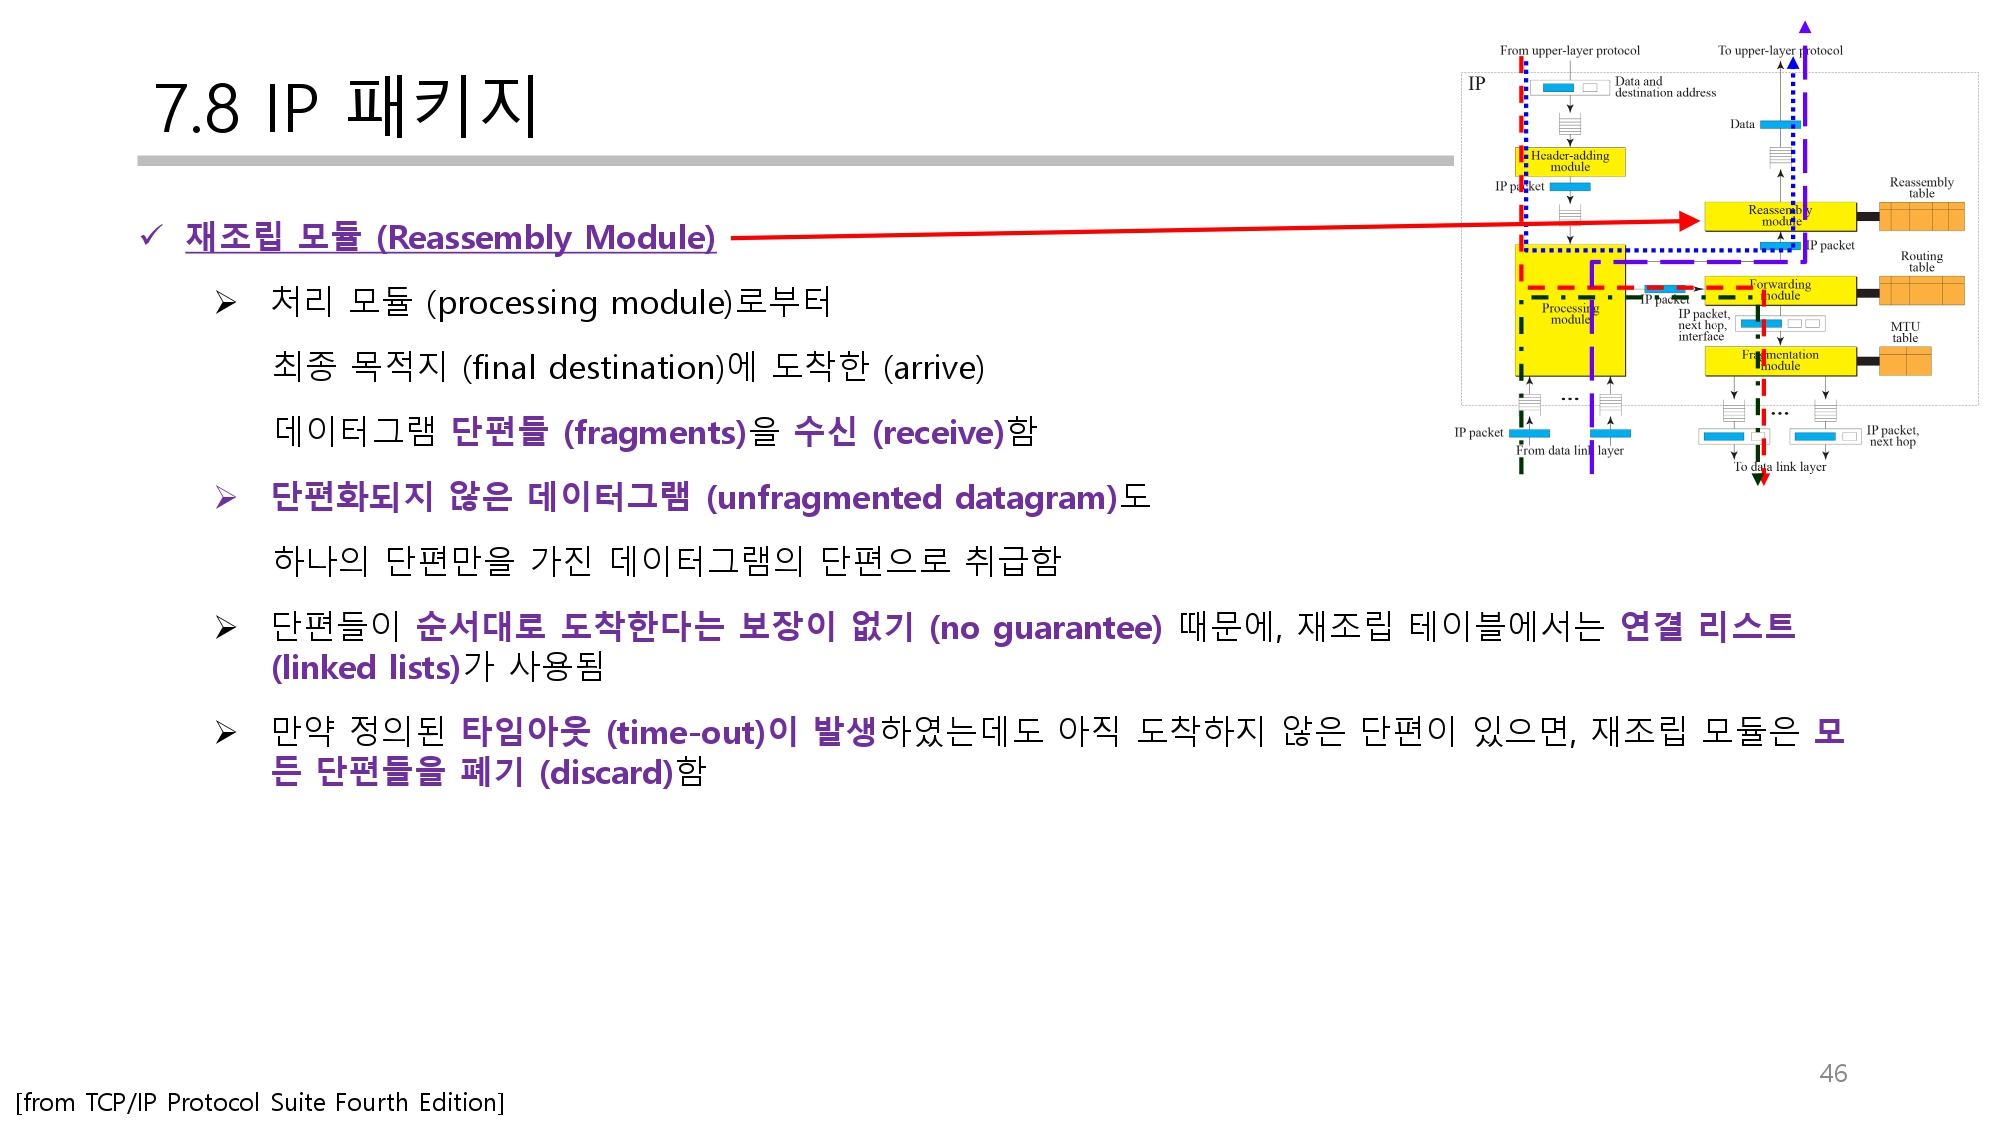 7.8 IP 패키지
✓ 재조립 모듈 (Reassembly Module)
➢ 처리 모듈 (processing module)로부터
최종 목적지 (final destination)에 도착한 (arrive)
데이터그램 단편들 (fragments)을 수신 (receive)함
➢ 단편화되지 않은 데이터그램 (unfragmented datagram)도
하나의 단편만을 가진 데이터그램의 단편으로 취급함
➢ 단편들이 순서대로 도착한다는 보장이 없기 (no guarantee) 때문에, 재조립 테이블에서는 연결 리스트
(linked lists)가 사용됨
➢ 만약 정의된 타임아웃 (time-out)이 발생하였는데도 아직 도착하지 않은 단편이 있으면, 재조립 모듈은 모
든 단편들을 폐기 (discard)함
From upper-layer protocol
To upper-layer protocol
IP
Data and
destination address
Data
Header-adding
module
IP packet
Reassembly
table
Reassembly
module
IP packet
Routing
table
Forwarding
module
IP packet
Processing
module
IP packet,
next hop,
interface
MTU
table
Fragmentation
module
...
...
IP packet
From data link layer
IP packet,
next hop
To data link layer
46
[from TCP/IP Protocol Suite Fourth Edition]